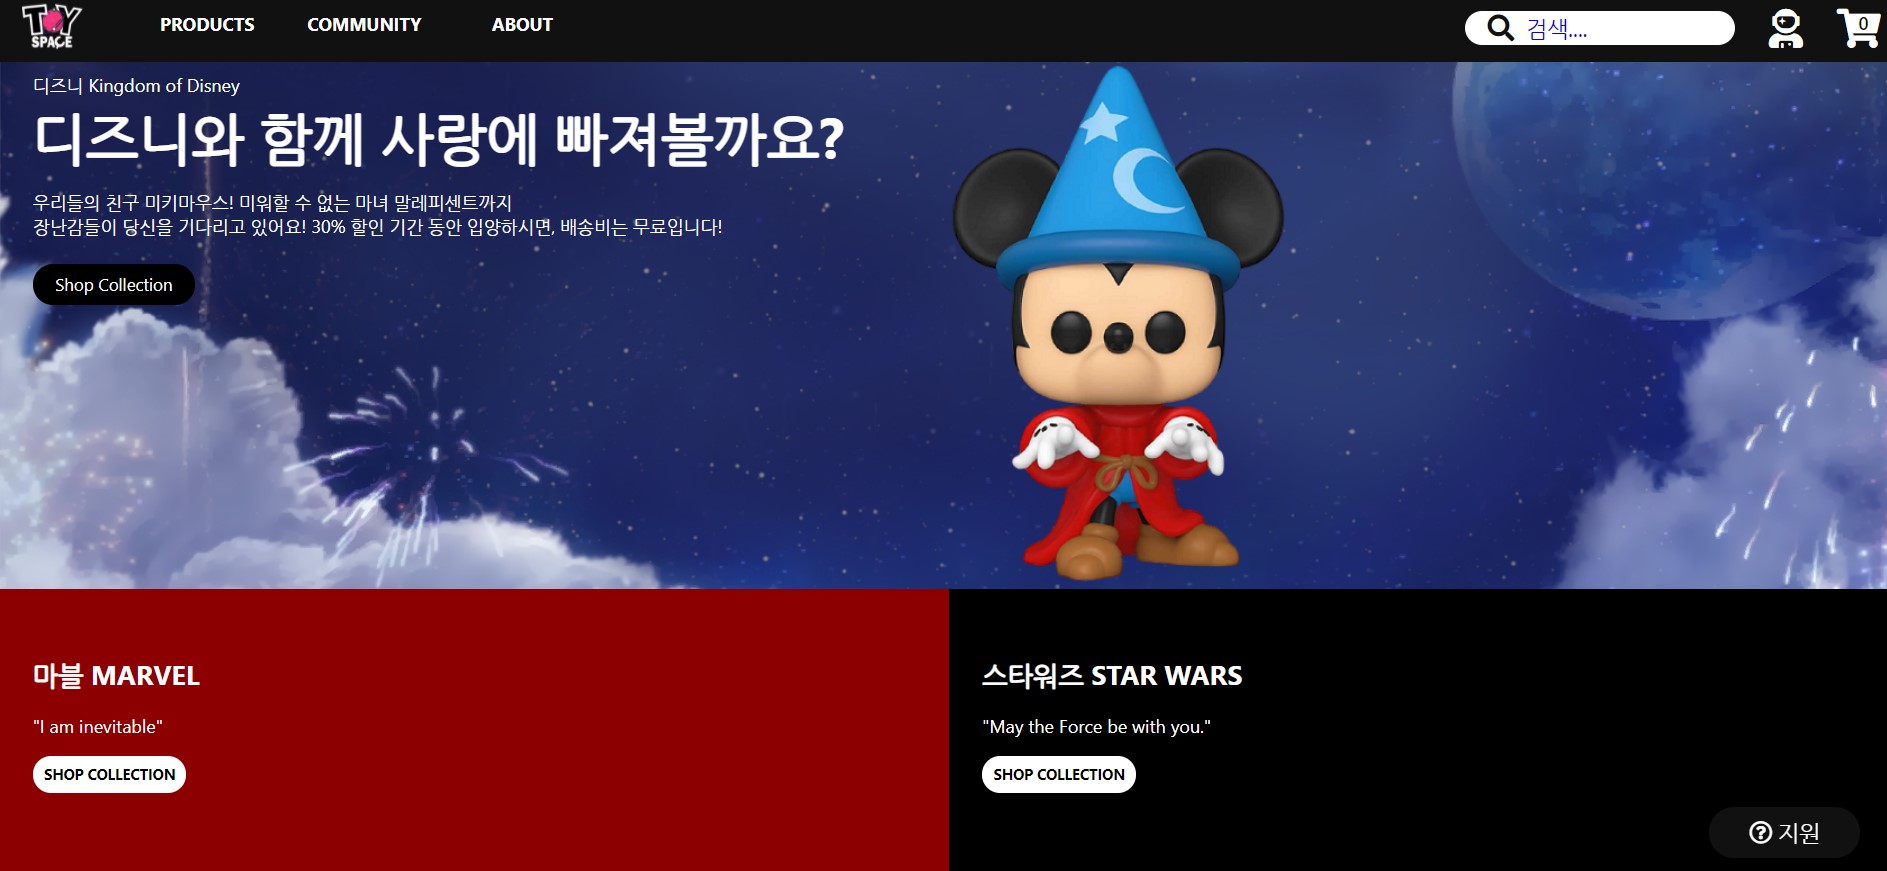 TOY
SPACE
PRODUCTS
COMMUNITY
ABOUT
검색....
0
디즈니 Kingdom of Disney
디즈니와 함께 사랑에 빠져볼까요?
우리들의 친구 미키마우스! 미워할 수 없는 마녀 말레피센트까지
장난감들이 당신을 기다리고 있어요! 30% 할인 기간 동안 입양하시면, 배송비는 무료입니다!
Shop Collection
마블 MARVEL
"I am inevitable"
SHOP COLLECTION
스타워즈 STAR WARS
"May the Force be with you."
SHOP COLLECTION
지원